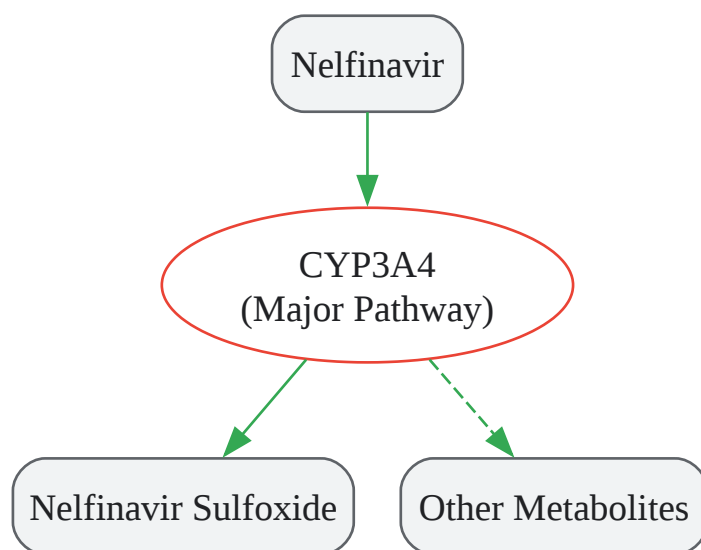 Nelfinavir
CYP3A4
(Major Pathway)
Nelfinavir Sulfoxide
Other Metabolites